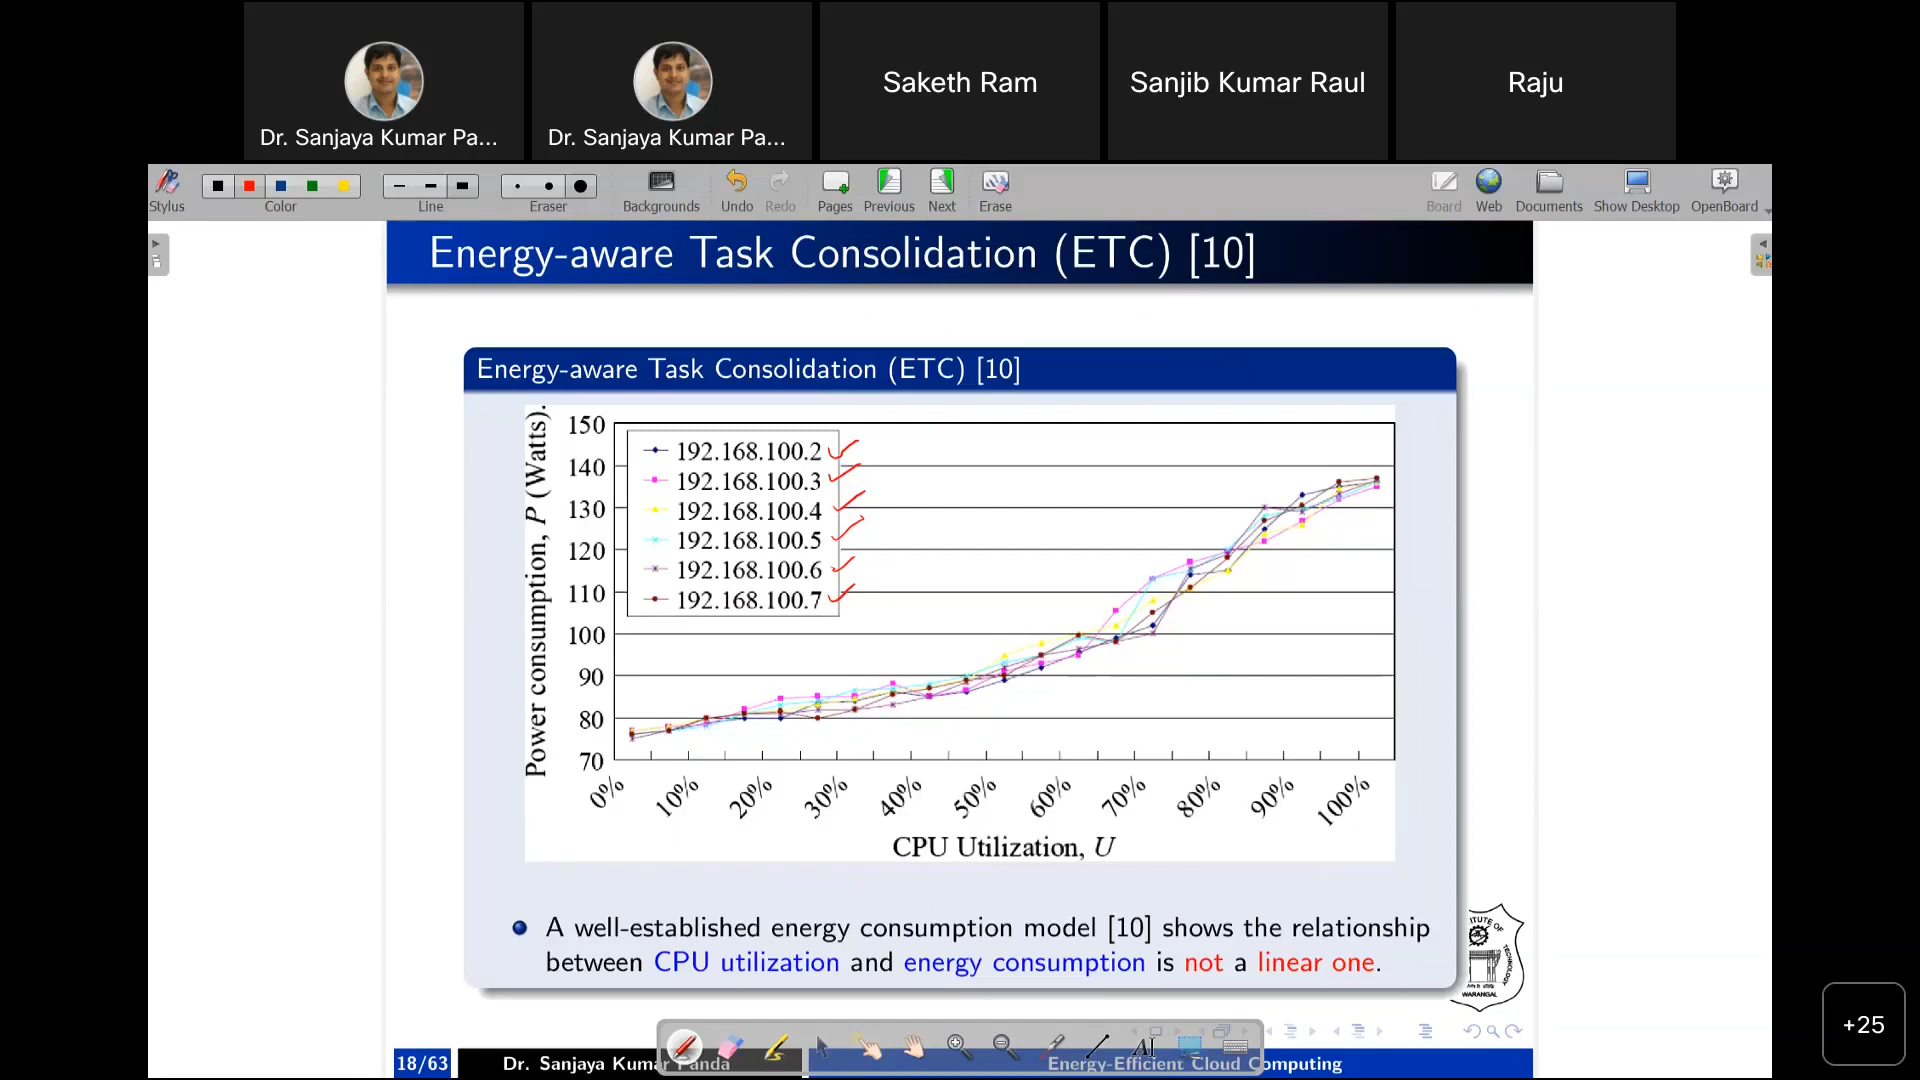 Dr. Sanjaya Kumar Pa...
Dr. Sanjaya Kumar Pa...
Saketh Ram
Sanjib Kumar Raul
Raju
Stylus
Color
Line
Eraser
Backgrounds
Undo
Redo
Pages
Previous
Next
Erase
Board
Web
Documents
Show Desktop
OpenBoard
Energy-aware Task Consolidation (ETC) [10]
Energy-aware Task Consolidation (ETC) [10]
Power consumption, P (Watts).
150
140
130
120
110
100
90
80
70
192.168.100.2
192.168.100.3
192.168.100.4
192.168.100.5
192.168.100.6
192.168.100.7
0%
10%
20%
30%
40%
50%
60%
70%
80%
90%
100%
CPU Utilization, U
A well-established energy consumption model [10] shows the relationship
between CPU utilization and energy consumption is not a linear one.
WARANGAL
18/63
Dr. Sanjaya Kumar Panda
Energy-Efficient Cloud Computing
+25